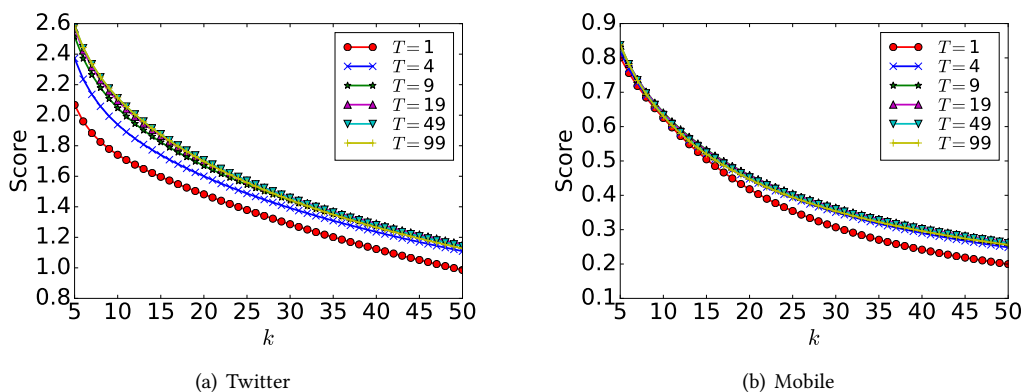 2.6
2.4
2.2
2.0
1.8
1.6
1.4
1.2
1.0
0.8
Score
5 10 15 20 25 30 35 40 45 50
k
T = 1
T = 4
T = 9
T = 19
T = 49
T = 99
(a) Twitter
0.9
0.8
0.7
0.6
0.5
0.4
0.3
0.2
0.1
Score
5 10 15 20 25 30 35 40 45 50
k
T = 1
T = 4
T = 9
T = 19
T = 49
T = 99
(b) Mobile